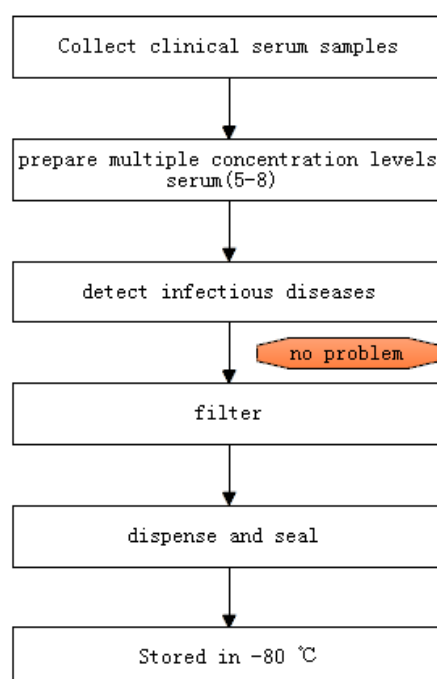 Collect clinical serum samples
prepare multiple concentration levels
serum(5-8)
detect infectious diseases
no problem
filter
dispense and seal
Stored in -80 ℃